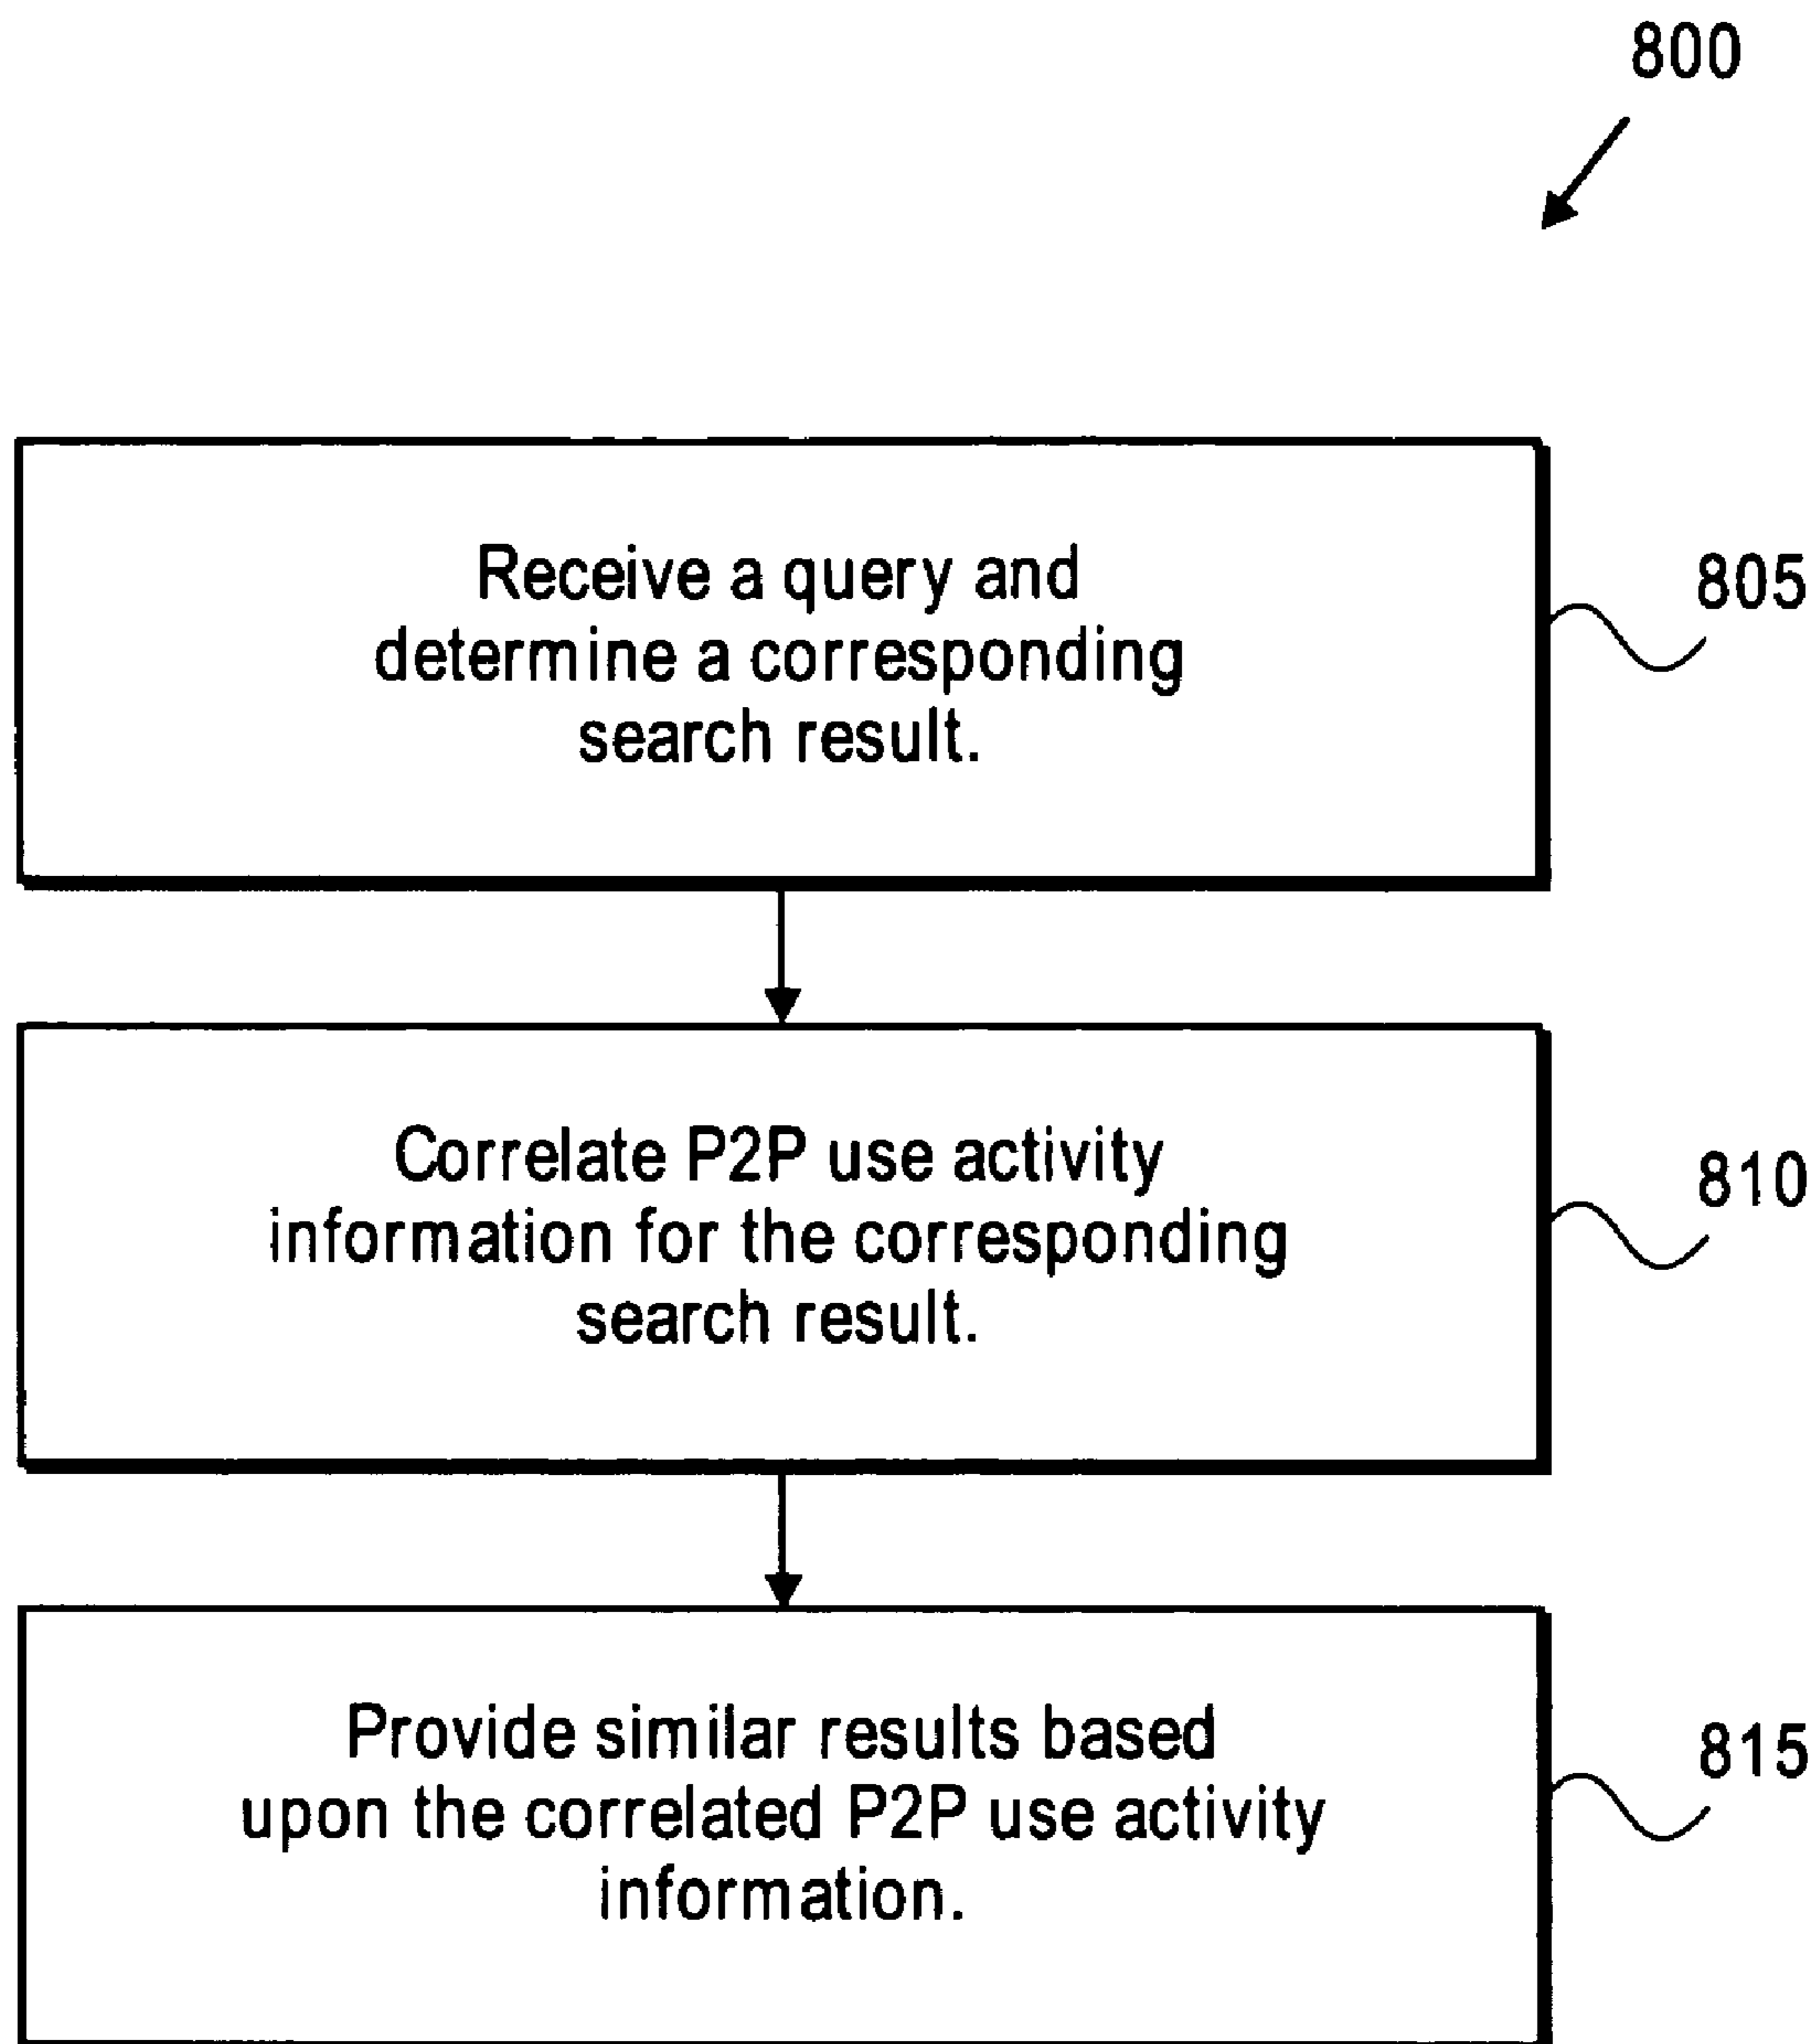 800
Receive a query and
determine a corresponding
search result.
805
Correlate P2P use activity
information for the corresponding
search result.
810
Provide similar results based
upon the correlated P2P use activity
information.
815